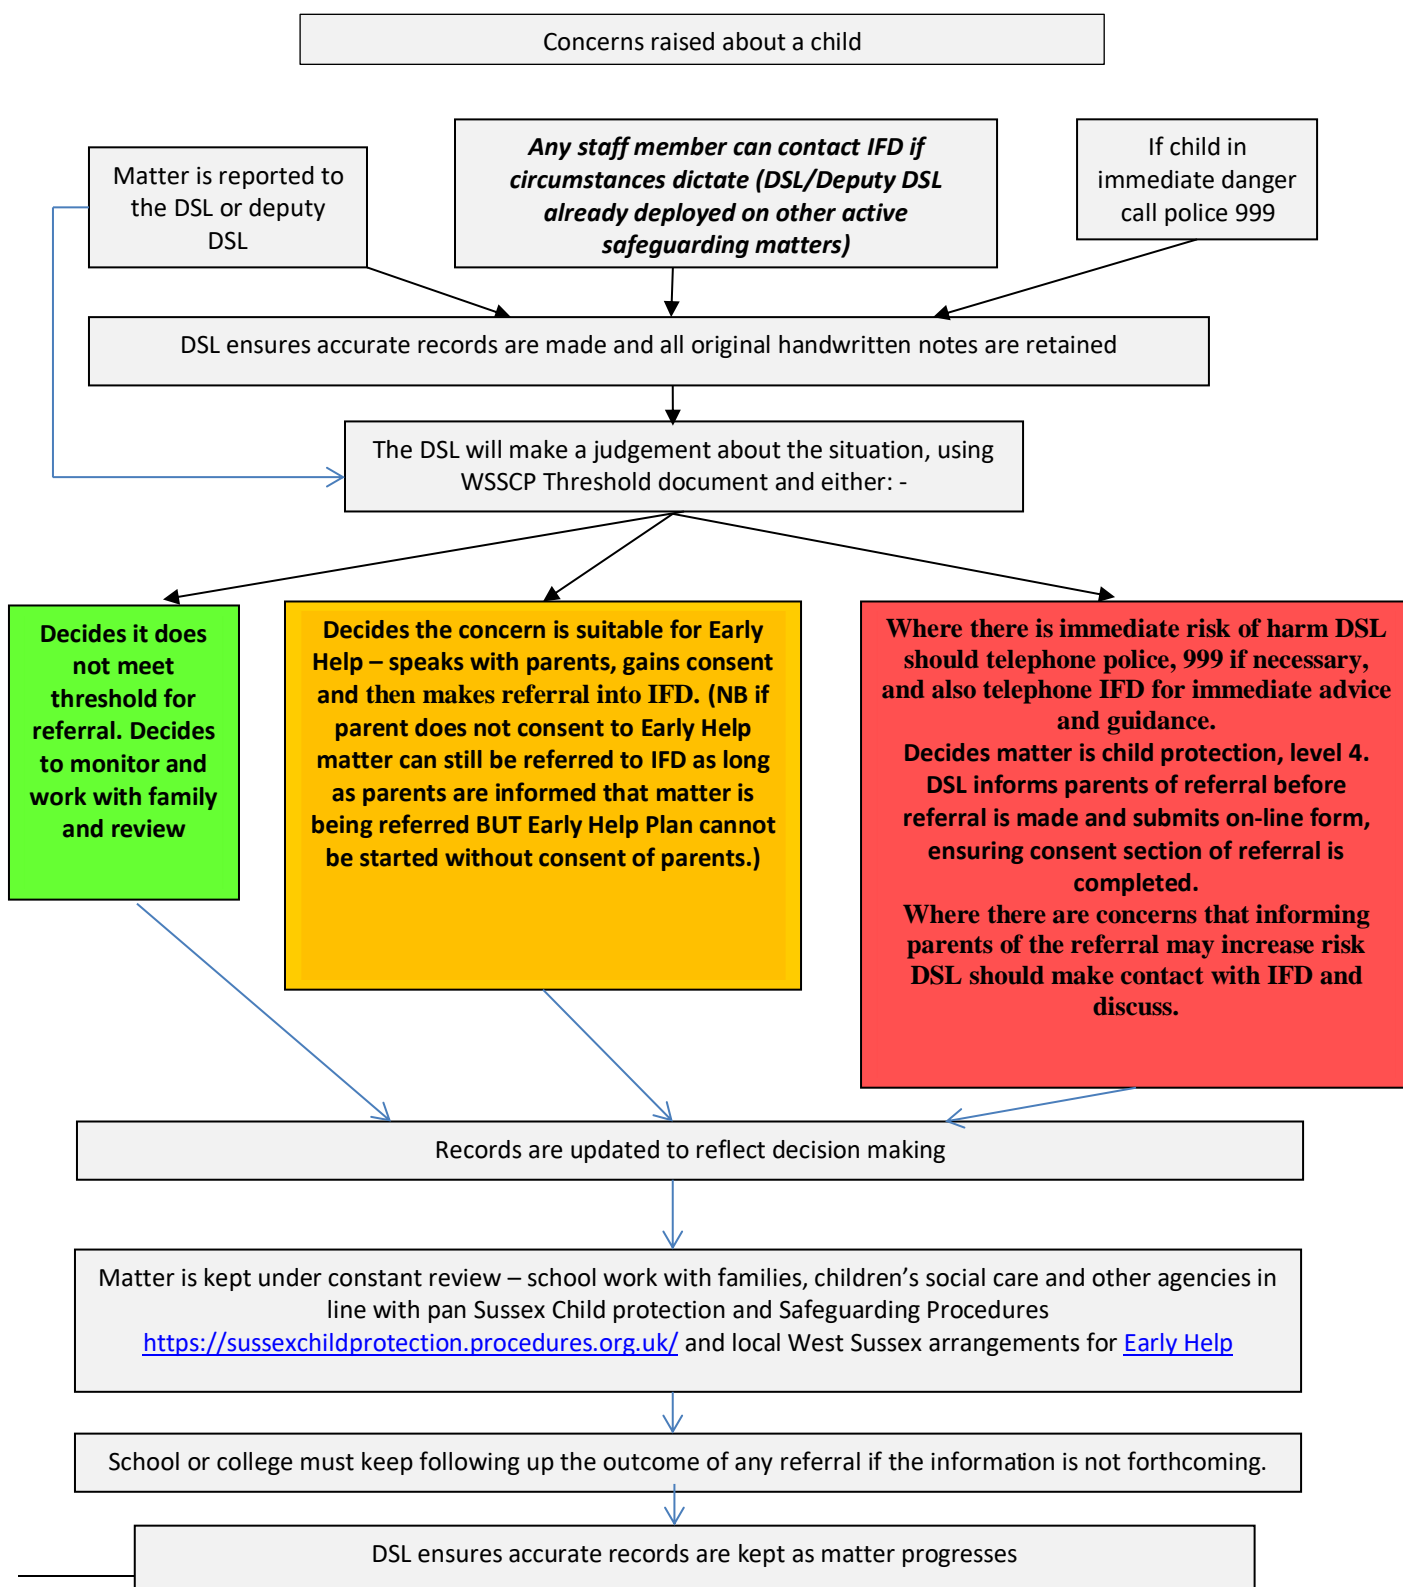 Concerns raised about a child
Matter is reported to
the DSL or deputy
DSL
Any staff member can contact IFD if
circumstances dictate (DSL/Deputy DSL
already deployed on other active
safeguarding matters)
If child in
immediate danger
call police 999
DSL ensures accurate records are made and all original handwritten notes are retained
The DSL will make a judgement about the situation, using
WSSCP Threshold document and either: -
Decides it does
not meet
threshold for
referral. Decides
to monitor and
work with family
and review
Decides the concern is suitable for Early
Help – speaks with parents, gains consent
and then makes referral into IFD. (NB if
parent does not consent to Early Help
matter can still be referred to IFD as long
as parents are informed that matter is
being referred BUT Early Help Plan cannot
be started without consent of parents.)
Where there is immediate risk of harm DSL
should telephone police, 999 if necessary,
and also telephone IFD for immediate advice
and guidance.
Decides matter is child protection, level 4.
DSL informs parents of referral before
referral is made and submits on-line form,
ensuring consent section of referral is
completed.
Where there are concerns that informing
parents of the referral may increase risk
DSL should make contact with IFD and
discuss.
Records are updated to reflect decision making
Matter is kept under constant review – school work with families, children’s social care and other agencies in
line with pan Sussex Child protection and Safeguarding Procedures
https://sussexchildprotection.procedures.org.uk/ and local West Sussex arrangements for Early Help
School or college must keep following up the outcome of any referral if the information is not forthcoming.
DSL ensures accurate records are kept as matter progresses